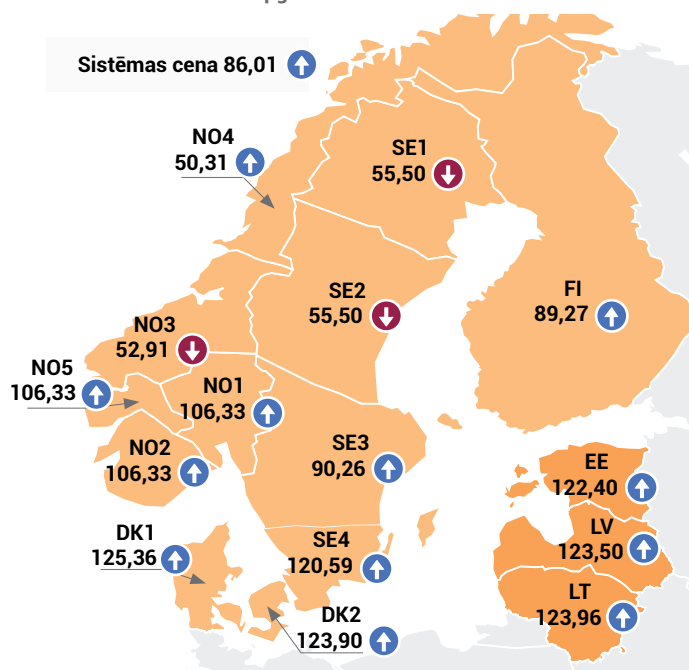 Sistēmas cena 86,01
NO4
50,31
SE1
55,50
SE2
55,50
FI
89,27
NO3
52,91
NO5
106,33
NO1
106,33
NO2
106,33
SE3
90,26
EE
122,40
LV
123,50
DK1
125,36
SE4
120,59
LT
123,96
DK2
123,90